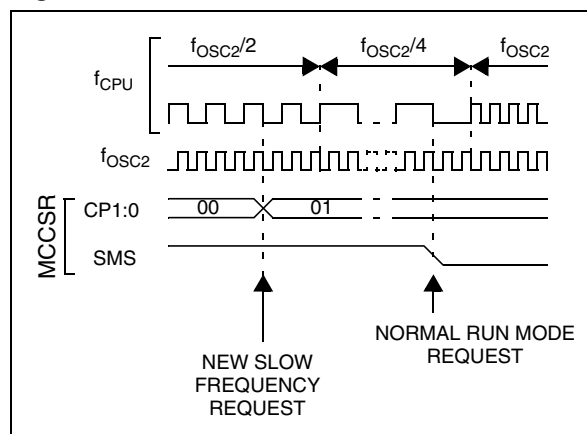 fOSC2/2 fOSC2/4 fOSC2
fCPU
fOSC2
MCCSR
CP1:0 00 01
SMS
NEW SLOW
FREQUENCY
REQUEST
NORMAL RUN MODE
REQUEST